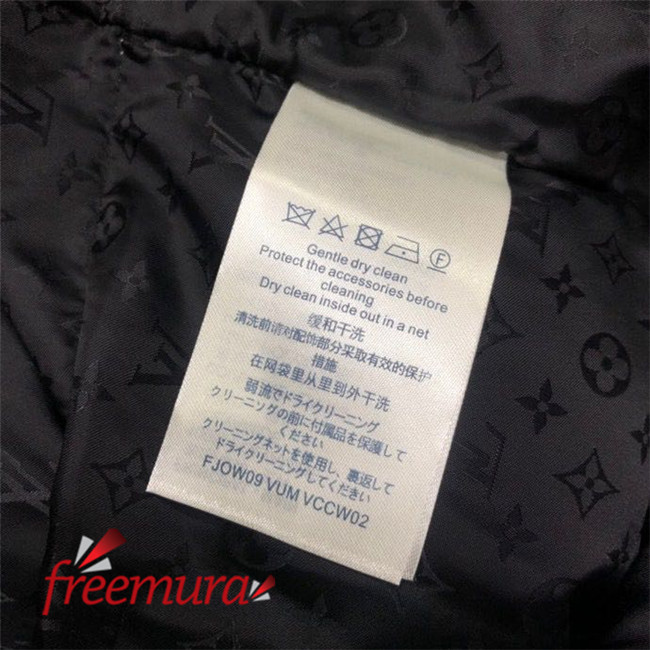 Gentle dry clean
Protect the accessories before
cleaning
Dry clean inside out in a net
缓和干洗
清洗前请对配饰部分采取有效的保护
措施
在网袋里从里到外干洗
弱流でドライクリーニング
クリーニングの前に付属品を保護して
ください
クリーニングネットを使用し、裏返して
ドライクリーニングしてください
FJOW09 VUM VCCW02
freemura